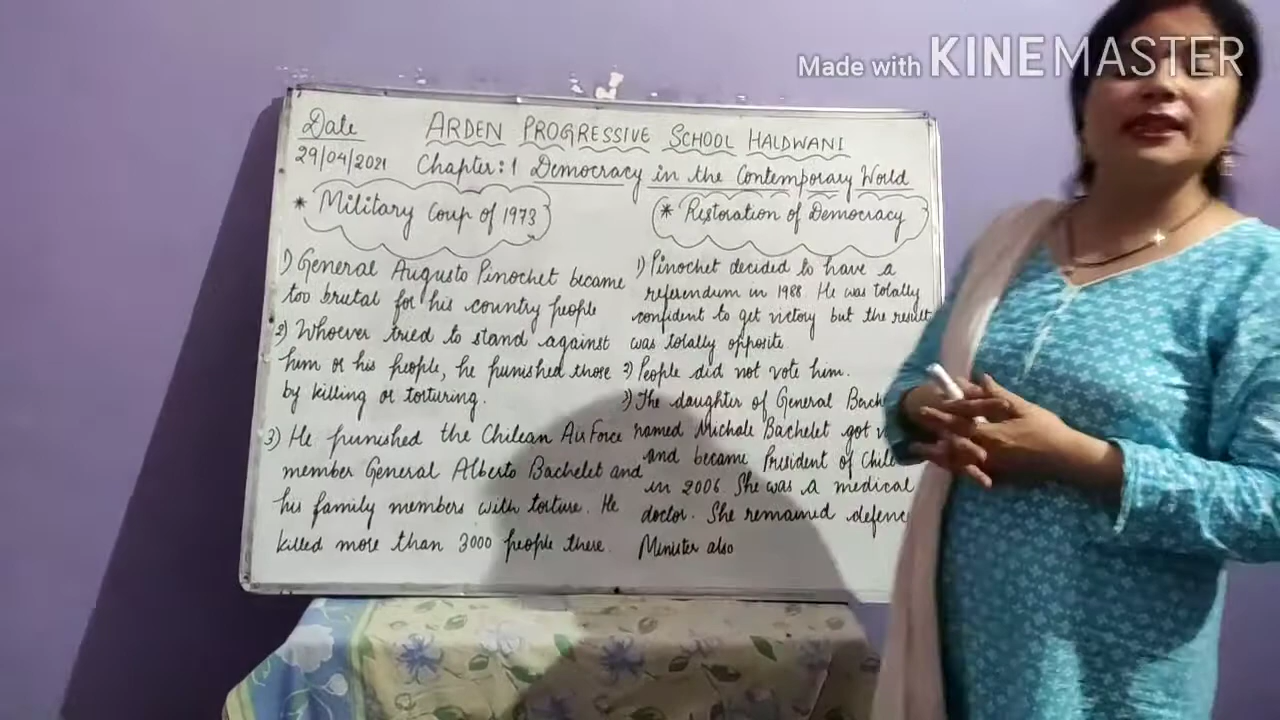 Made with KINEMASTER
Date
29/04/2021
ARDEN PROGRESSIVE SCHOOL HALDWANI
Chapter: 1 Democracy in the Contemporary World
* Military Coup of 1973
1) General Augusto Pinochet became
too brutal for his country people
2) Whoever tried to stand against
him or his people, he punished those
by killing or torturing.
3) He punished the Chilean AirForce
member General Alberto Bachelet and
his family members with torture. He
killed more than 3000 people there.
* Restoration of Democracy
1) Pinochet decided to have a
referendum in 1988. He was totally
confident to get victory but the result
was totally opposite
2) People did not vote him.
3) The daughter of General
named Michale Bachelet got
and became President of
in 2006. She was a medical
doctor. She remained
Minister also